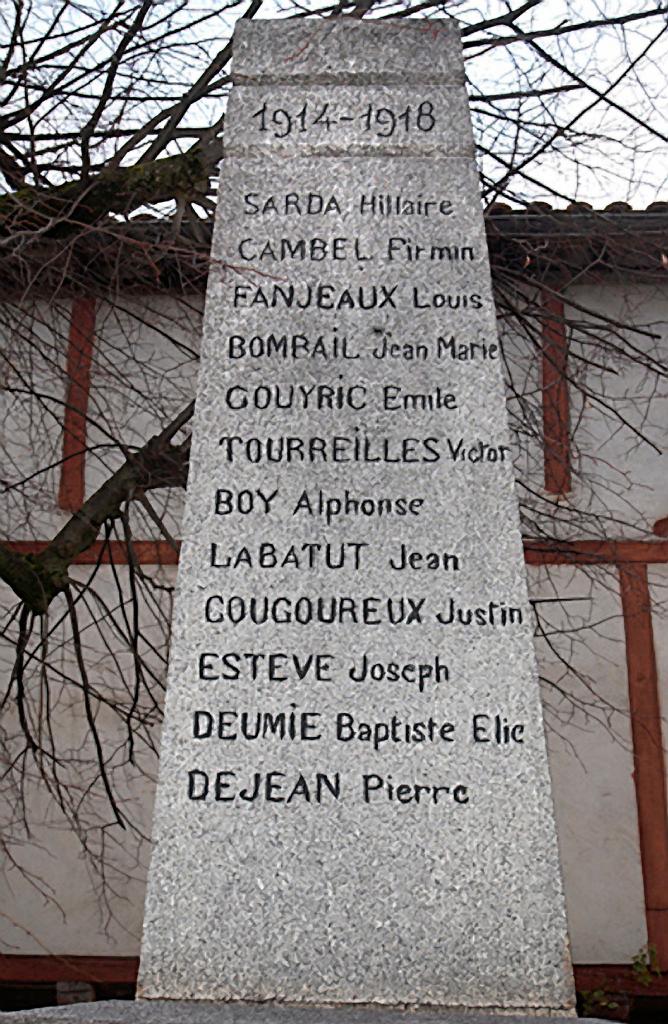 1914-1918
SARDA Hillaire
CAMBEL Firmin
FANJEAUX Louis
BOMBAIL Jean Marie
GOUYRIC Emile
TOURREILLES Victor
BOY Alphonse
LABATUT Jean
GOUGOUREUX Justin
ESTEVE Joseph
DEUMIE Baptiste Elie
DEJEAN Pierre